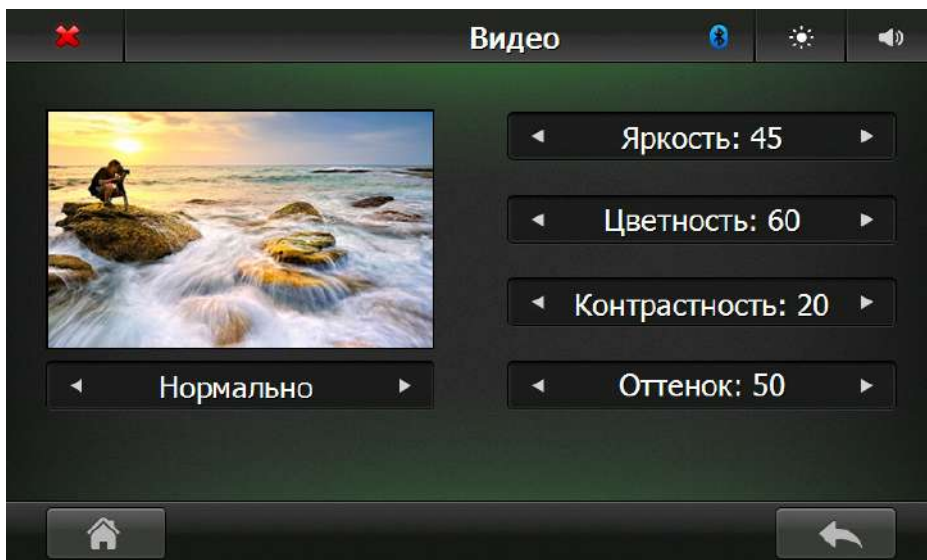 Видео
Яркость: 45
Цветность: 60
Контрастность: 20
Нормально
Оттенок: 50